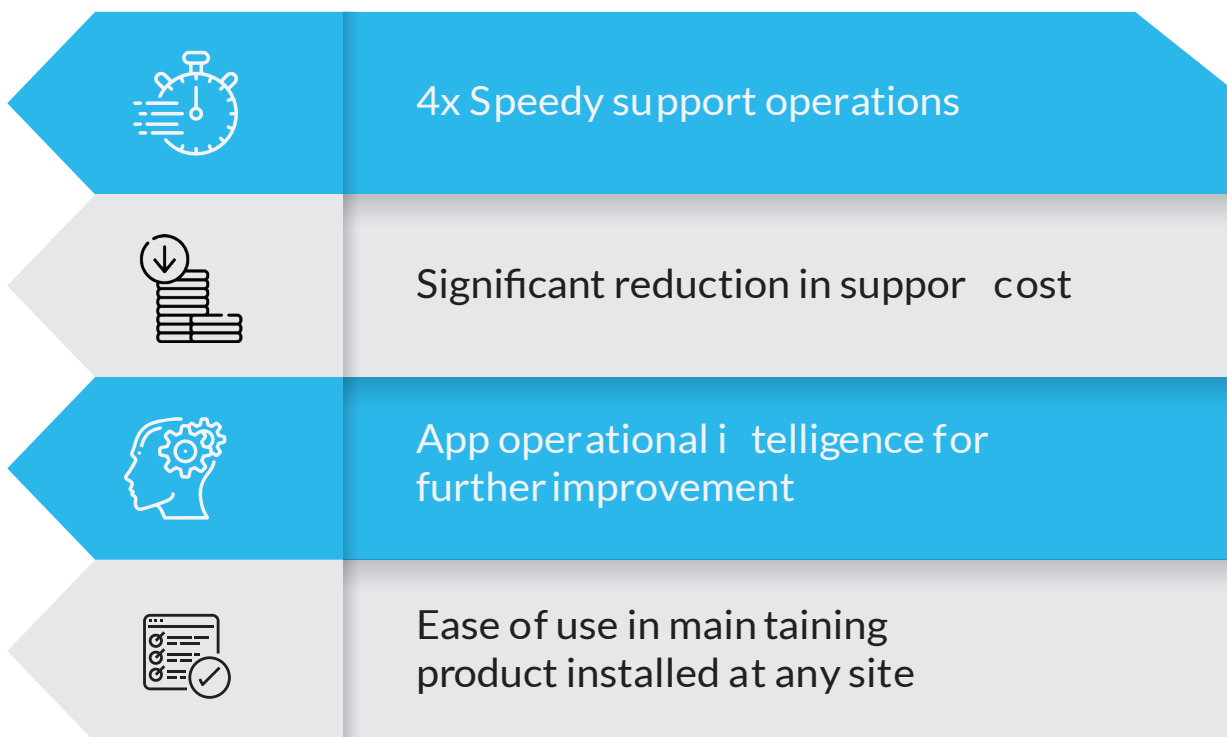 4x Speedy support operations
Significant reduction in suppor cost
App operational i telligence for
further improvement
Ease of use in main taining
product installed at any site